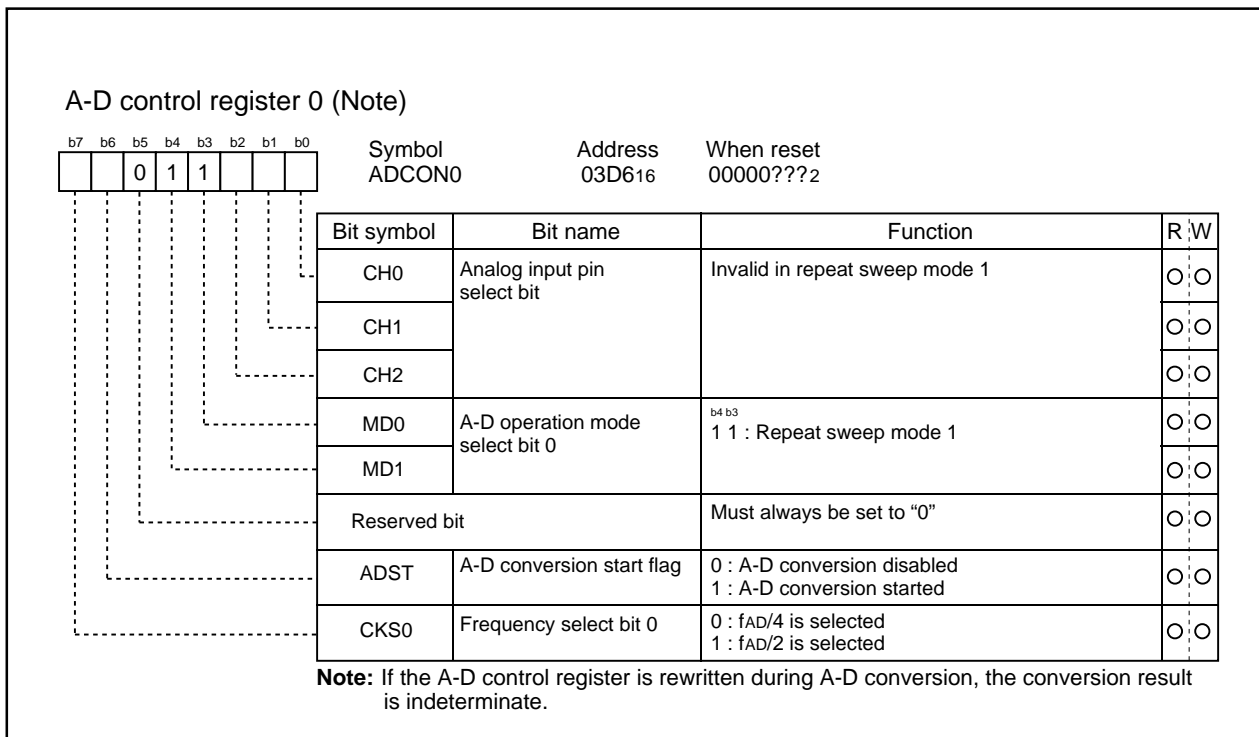 A-D control register 0 (Note)
b7 b6 b5 b4 b3 b2 b1 b0
0 1 1
Symbol Address When reset
ADCON0 03D616 00000???2
Bit symbol Bit name Function R W
CH0 Analog input pin select bit Invalid in repeat sweep mode 1
CH1
CH2
MD0 A-D operation mode select bit 0 b4 b3
1 1 : Repeat sweep mode 1
MD1
Reserved bit Must always be set to “0”
ADST A-D conversion start flag 0 : A-D conversion disabled
1 : A-D conversion started
CKS0 Frequency select bit 0 0 : fAD/4 is selected
1 : fAD/2 is selected
Note: If the A-D control register is rewritten during A-D conversion, the conversion result
is indeterminate.